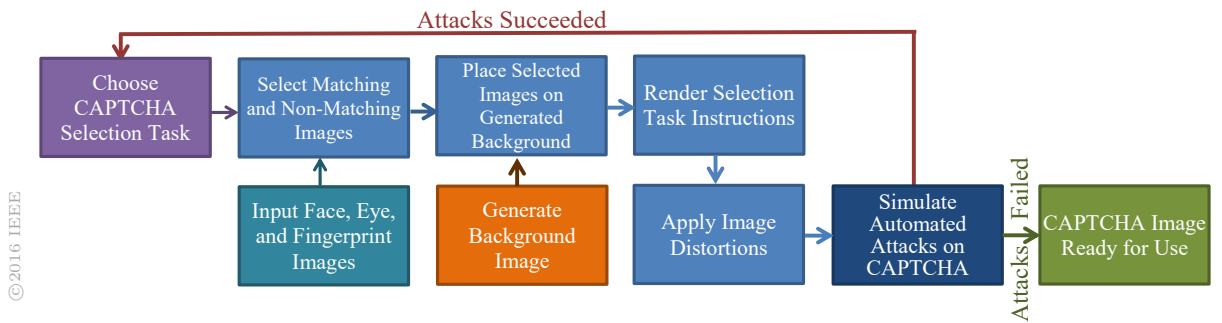 Attacks Succeeded
Choose
CAPTCHA
Selection Task
Select Matching
and Non-Matching
Images
Place Selected
Images on
Generated
Background
Render Selection
Task Instructions
Input Face, Eye,
and Fingerprint
Images
Generate
Background
Image
Apply Image
Distortions
Simulate
Automated
Attacks on
CAPTCHA
Attacks Failed
CAPTCHA Image
Ready for Use
©2016 IEEE